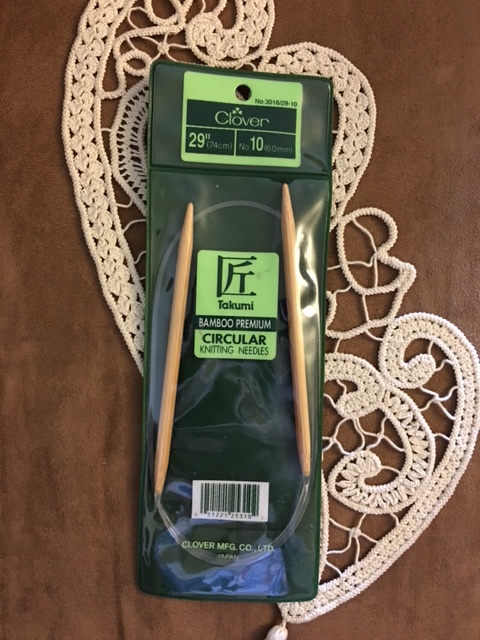 No.3016/29-10
Clover
29" (74cm) No 10 (6.0mm)
匠
Takumi
BAMBOO PREMIUM
CIRCULAR
KNITTING NEEDLES
CLOVER MFG. CO., LTD.
JAPAN